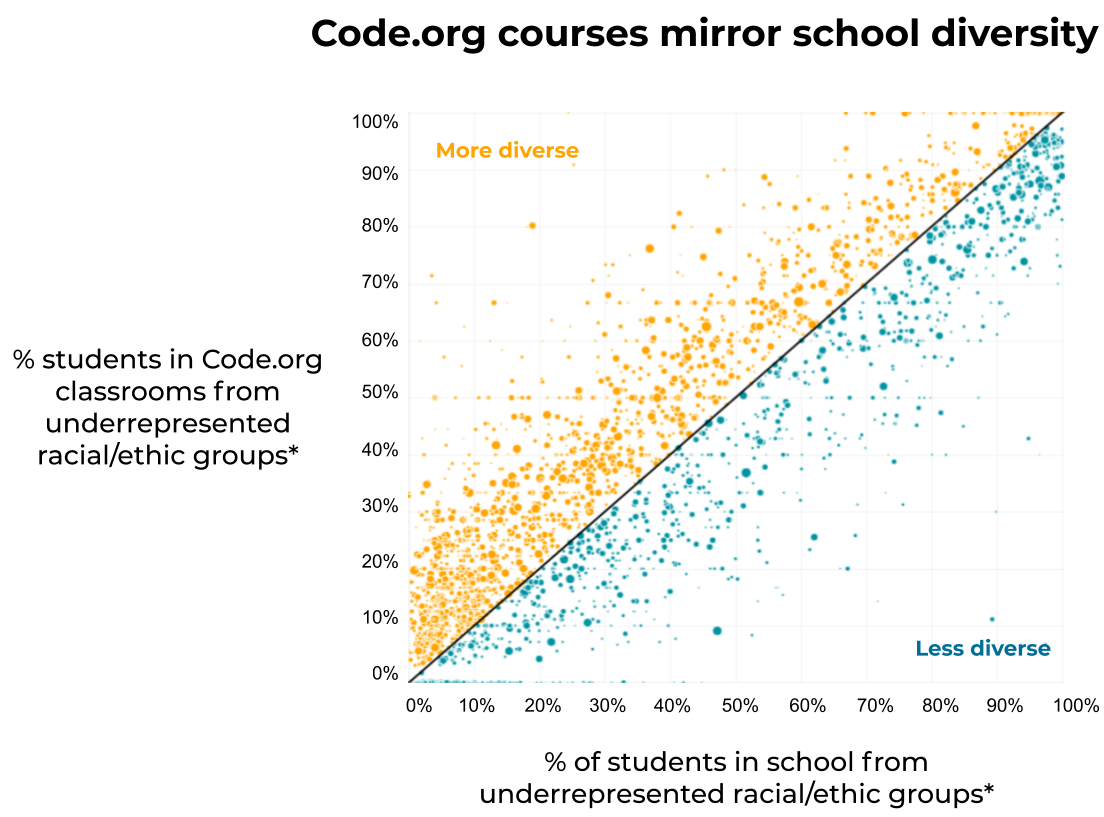 Code.org courses mirror school diversity
100%
More diverse
90%
80%
70%
60%
% students in Code.org
classrooms from
underrepresented
racial/ethic groups*
50%
40%
30%
20%
10%
Less diverse
0%
0% 10% 20% 30% 40% 50% 60% 70% 80% 90% 100%
% of students in school from
underrepresented racial/ethic groups*